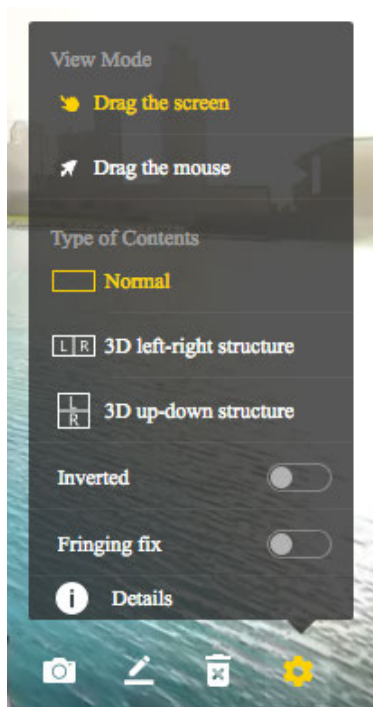 View Mode
Drag the screen
Drag the mouse
Type of Contents
Normal
L R 3D left-right structure
L R 3D up-down structure
Inverted
Fringing fix
i Details